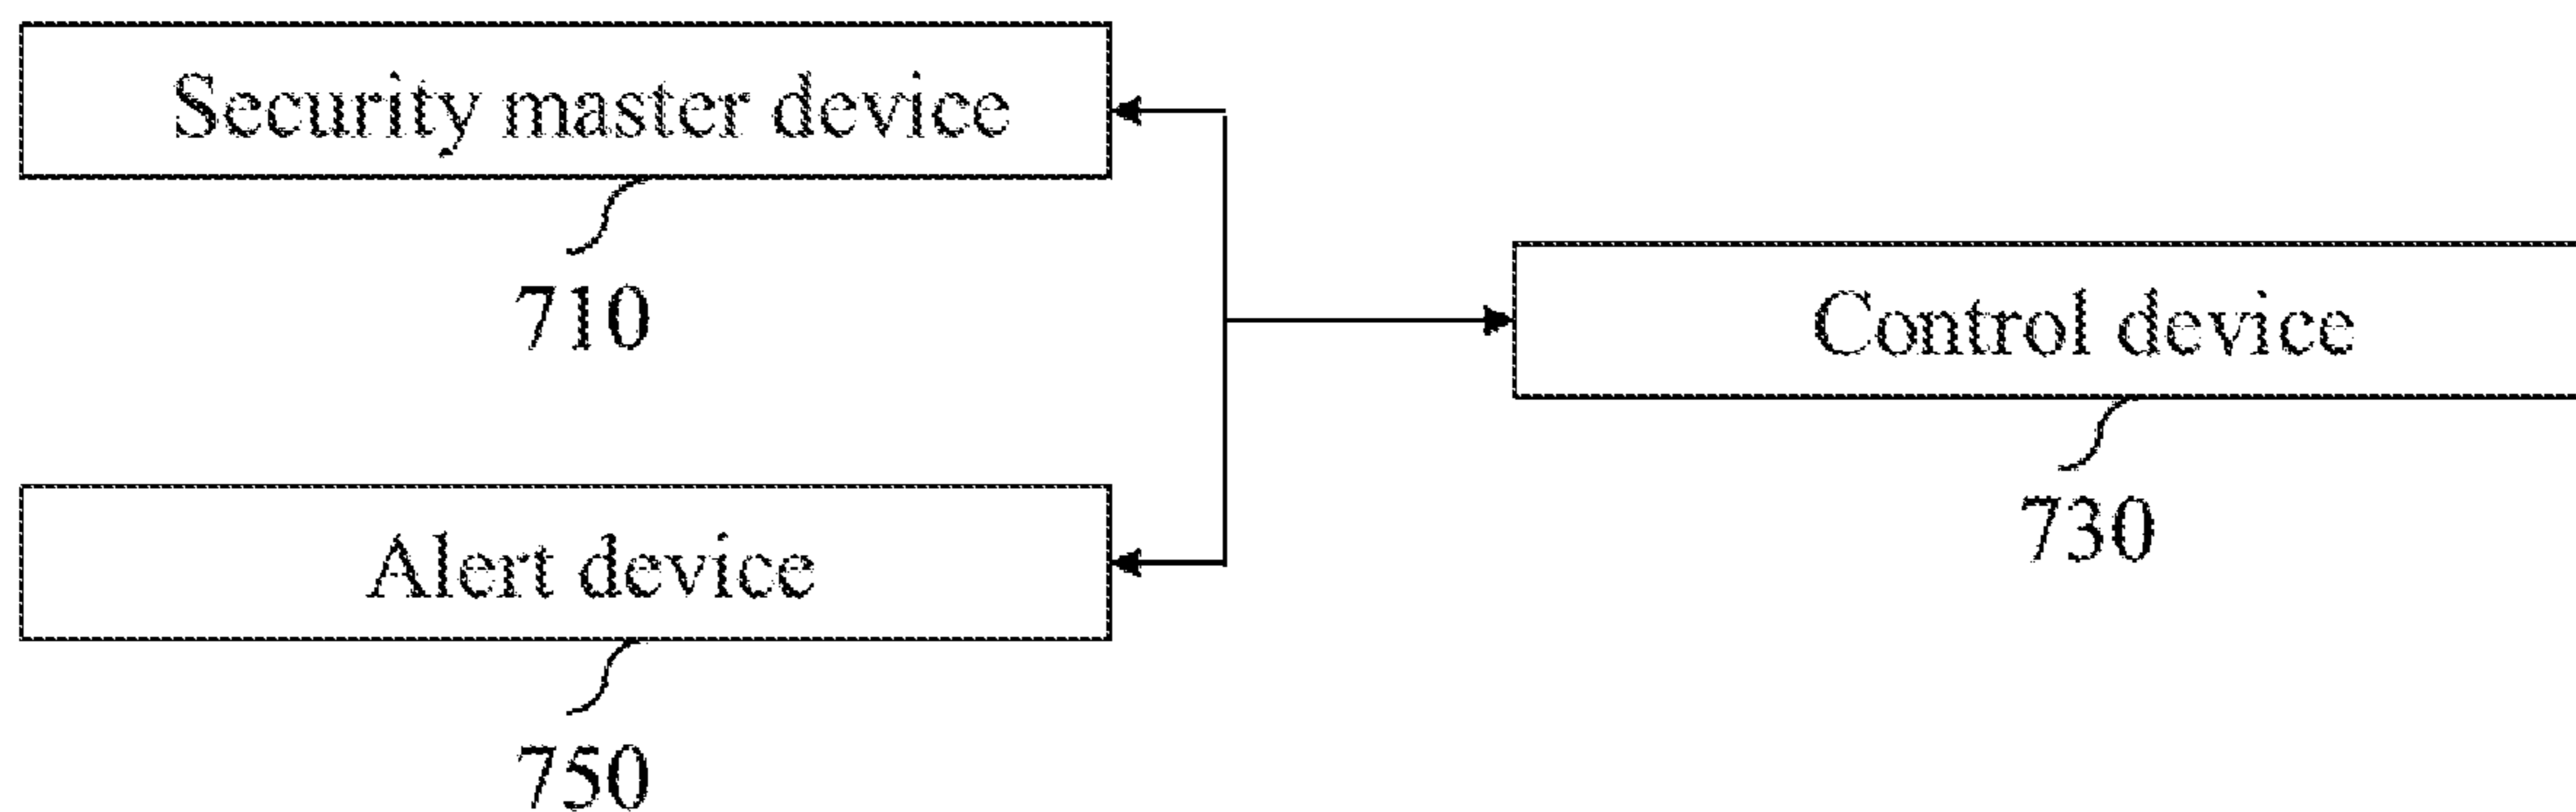 Security master device
710
Control device
730
Alert device
750